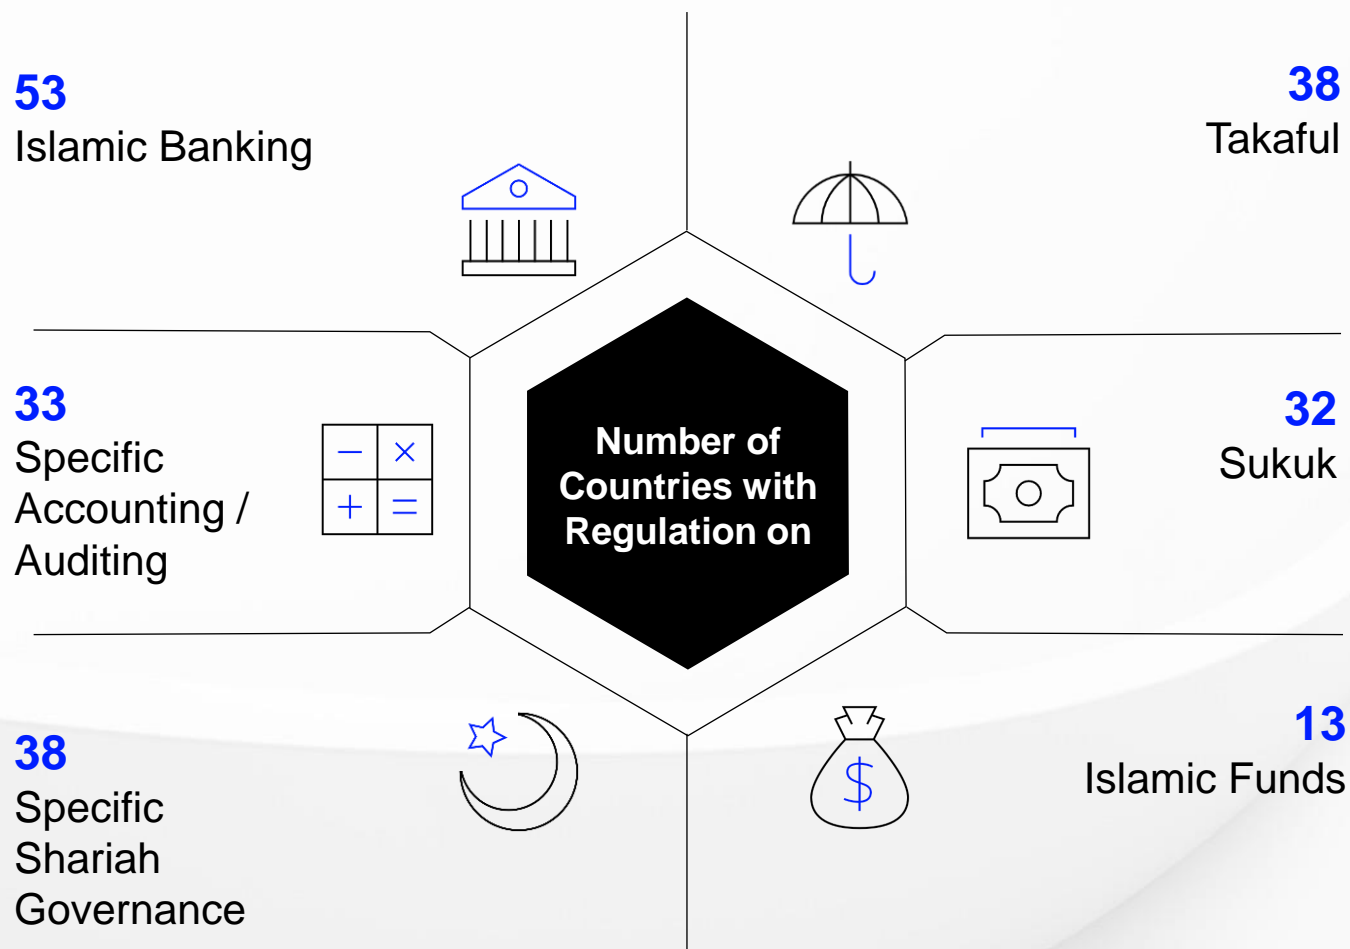 53
Islamic Banking
38
Takaful
33
Specific
Accounting /
Auditing
Number of
Countries with
Regulation on
32
Sukuk
38
Specific
Shariah
Governance
13
Islamic Funds